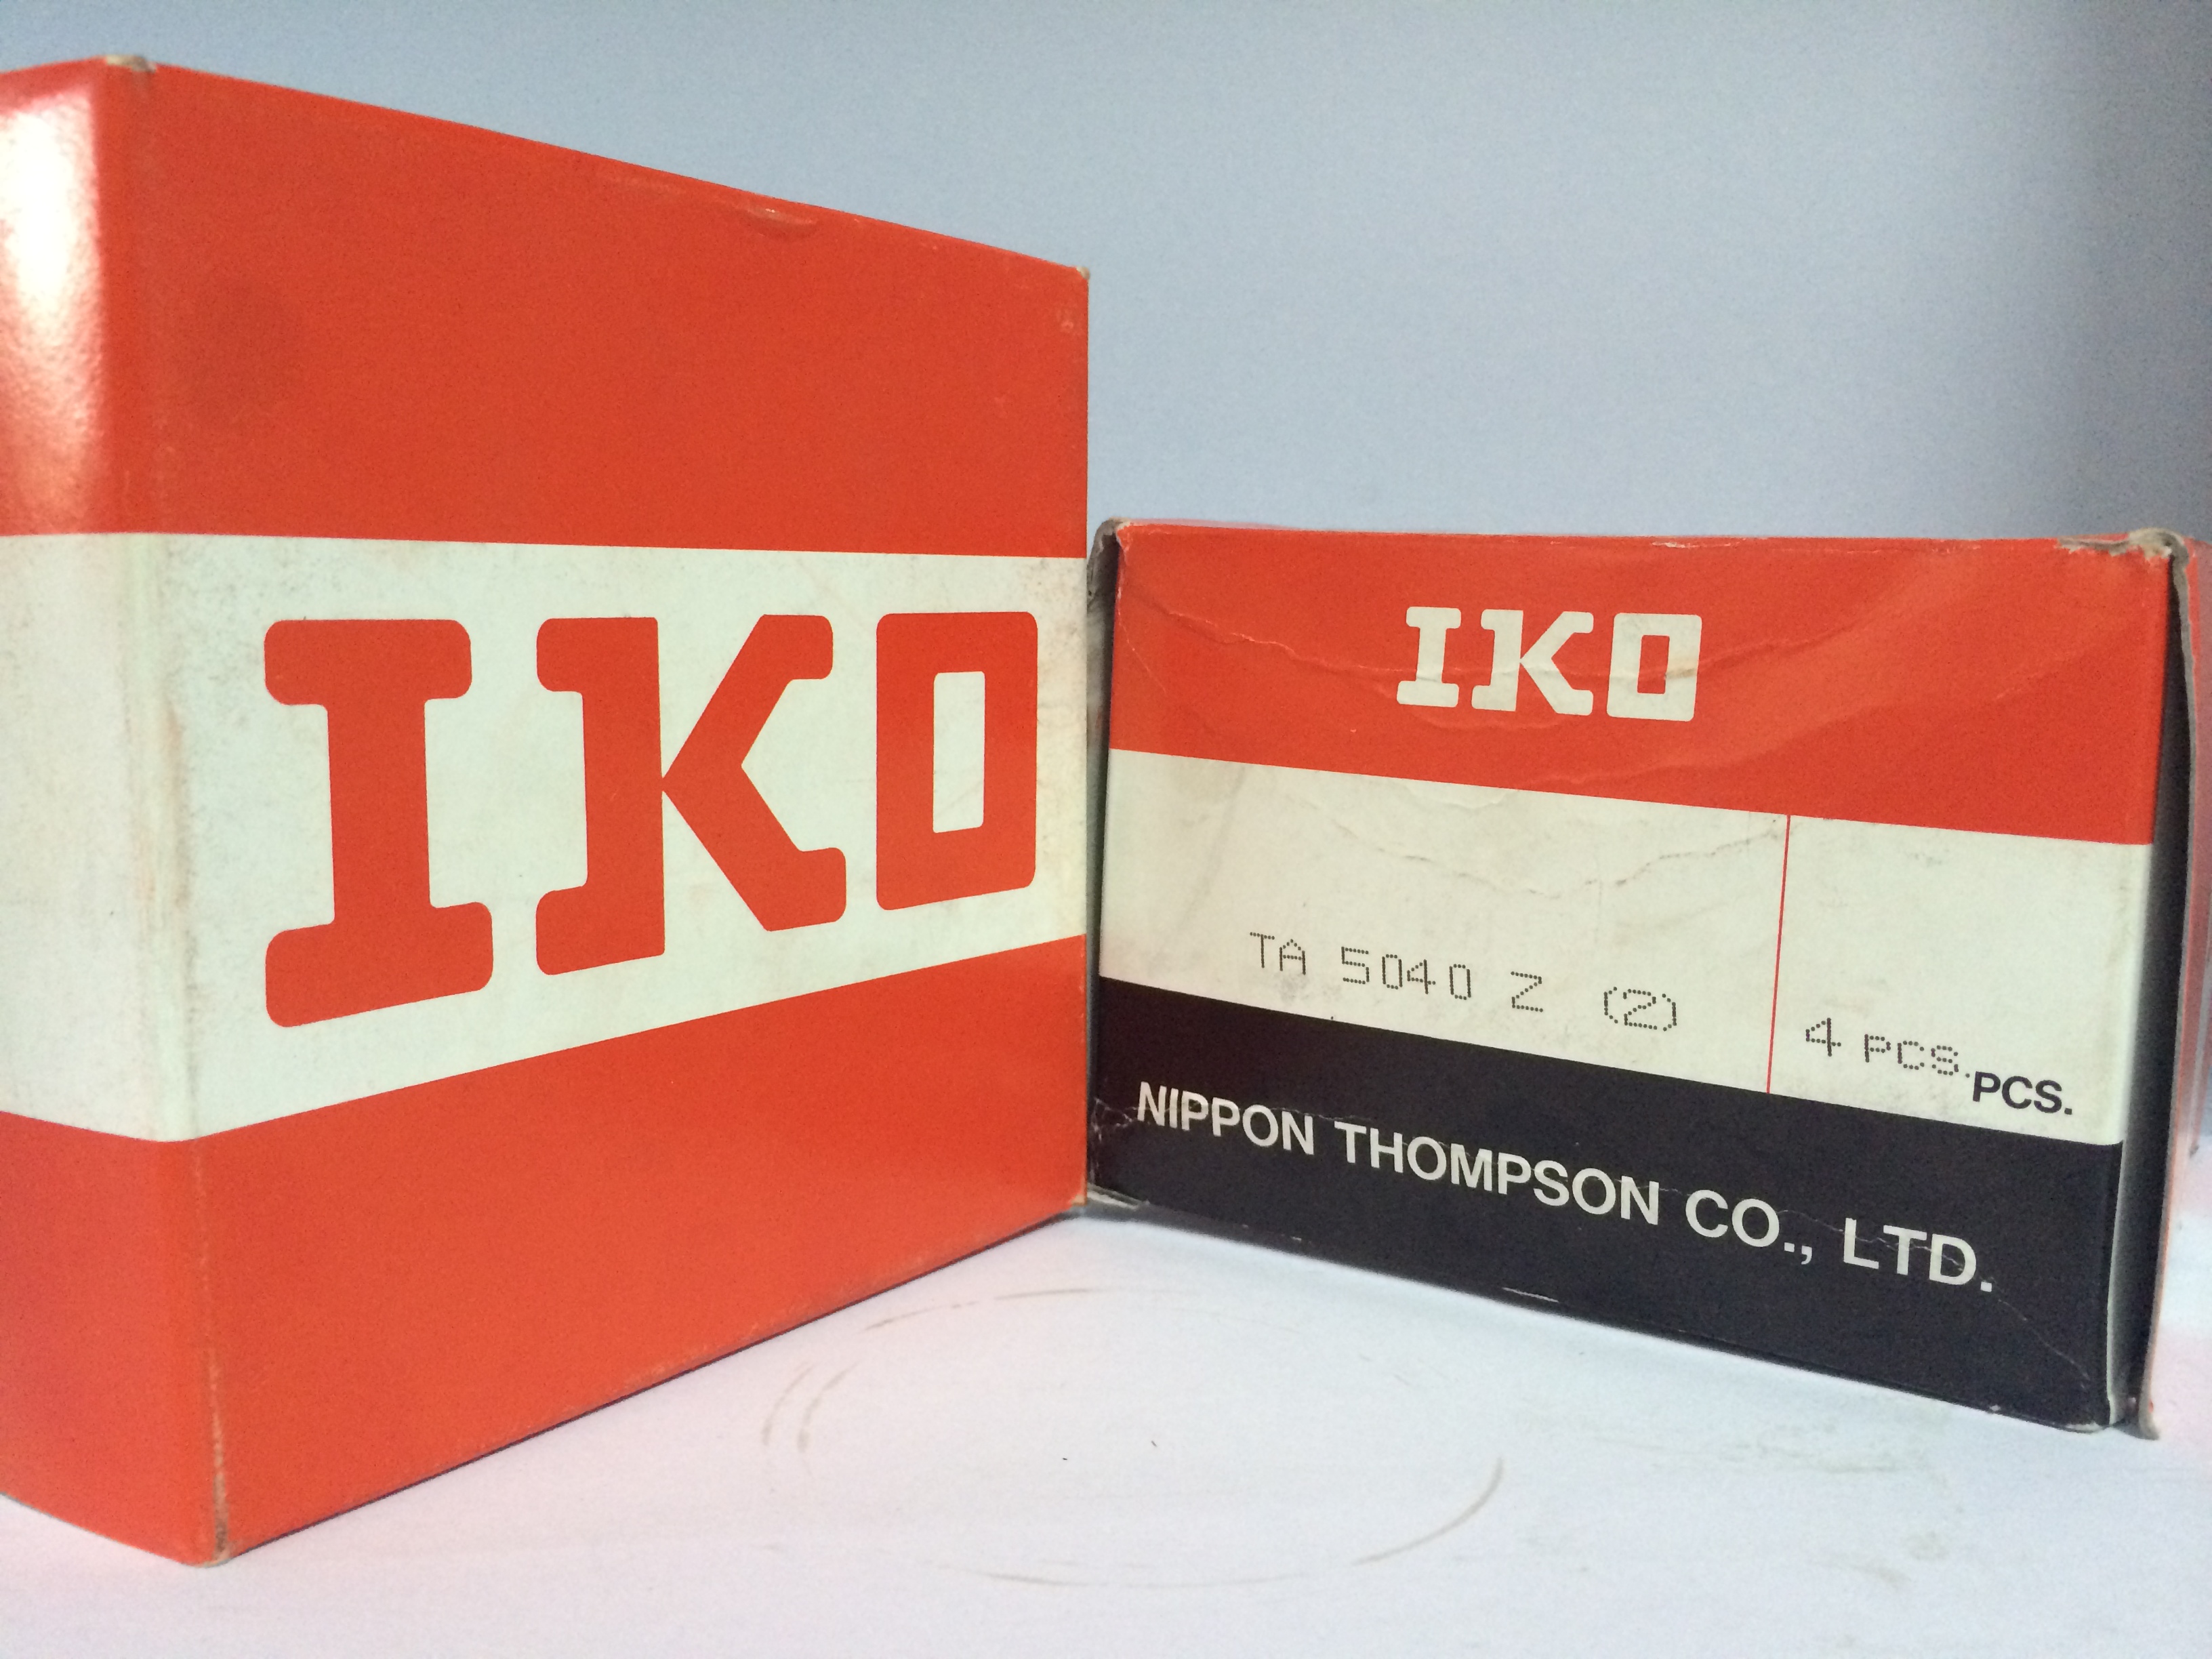 IKO
IKO
TA 5040 Z (2)
4 PCS. PCS.
NIPPON THOMPSON CO., LTD.